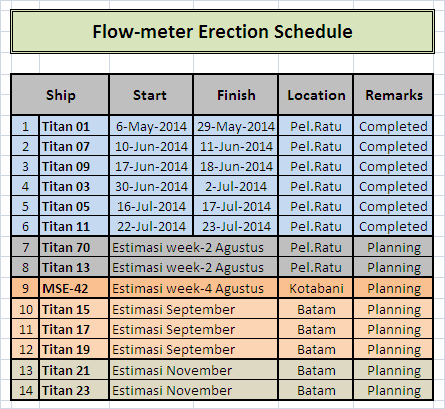 Flow-meter Erection Schedule
Ship Start Finish Location Remarks
1 Titan 01 6-May-2014 29-May-2014 Pel.Ratu Completed
2 Titan 07 10-Jun-2014 11-Jun-2014 Pel.Ratu Completed
3 Titan 09 17-Jun-2014 18-Jun-2014 Pel.Ratu Completed
4 Titan 03 30-Jun-2014 2-Jul-2014 Pel.Ratu Completed
5 Titan 05 16-Jul-2014 17-Jul-2014 Pel.Ratu Completed
6 Titan 11 22-Jul-2014 23-Jul-2014 Pel.Ratu Completed
7 Titan 70 Estimasi week-2 Agustus Pel.Ratu Planning
8 Titan 13 Estimasi week-2 Agustus Pel.Ratu Planning
9 MSE-42 Estimasi week-4 Agustus Kotabani Planning
10 Titan 15 Estimasi September Batam Planning
11 Titan 17 Estimasi September Batam Planning
12 Titan 19 Estimasi September Batam Planning
13 Titan 21 Estimasi November Batam Planning
14 Titan 23 Estimasi November Batam Planning